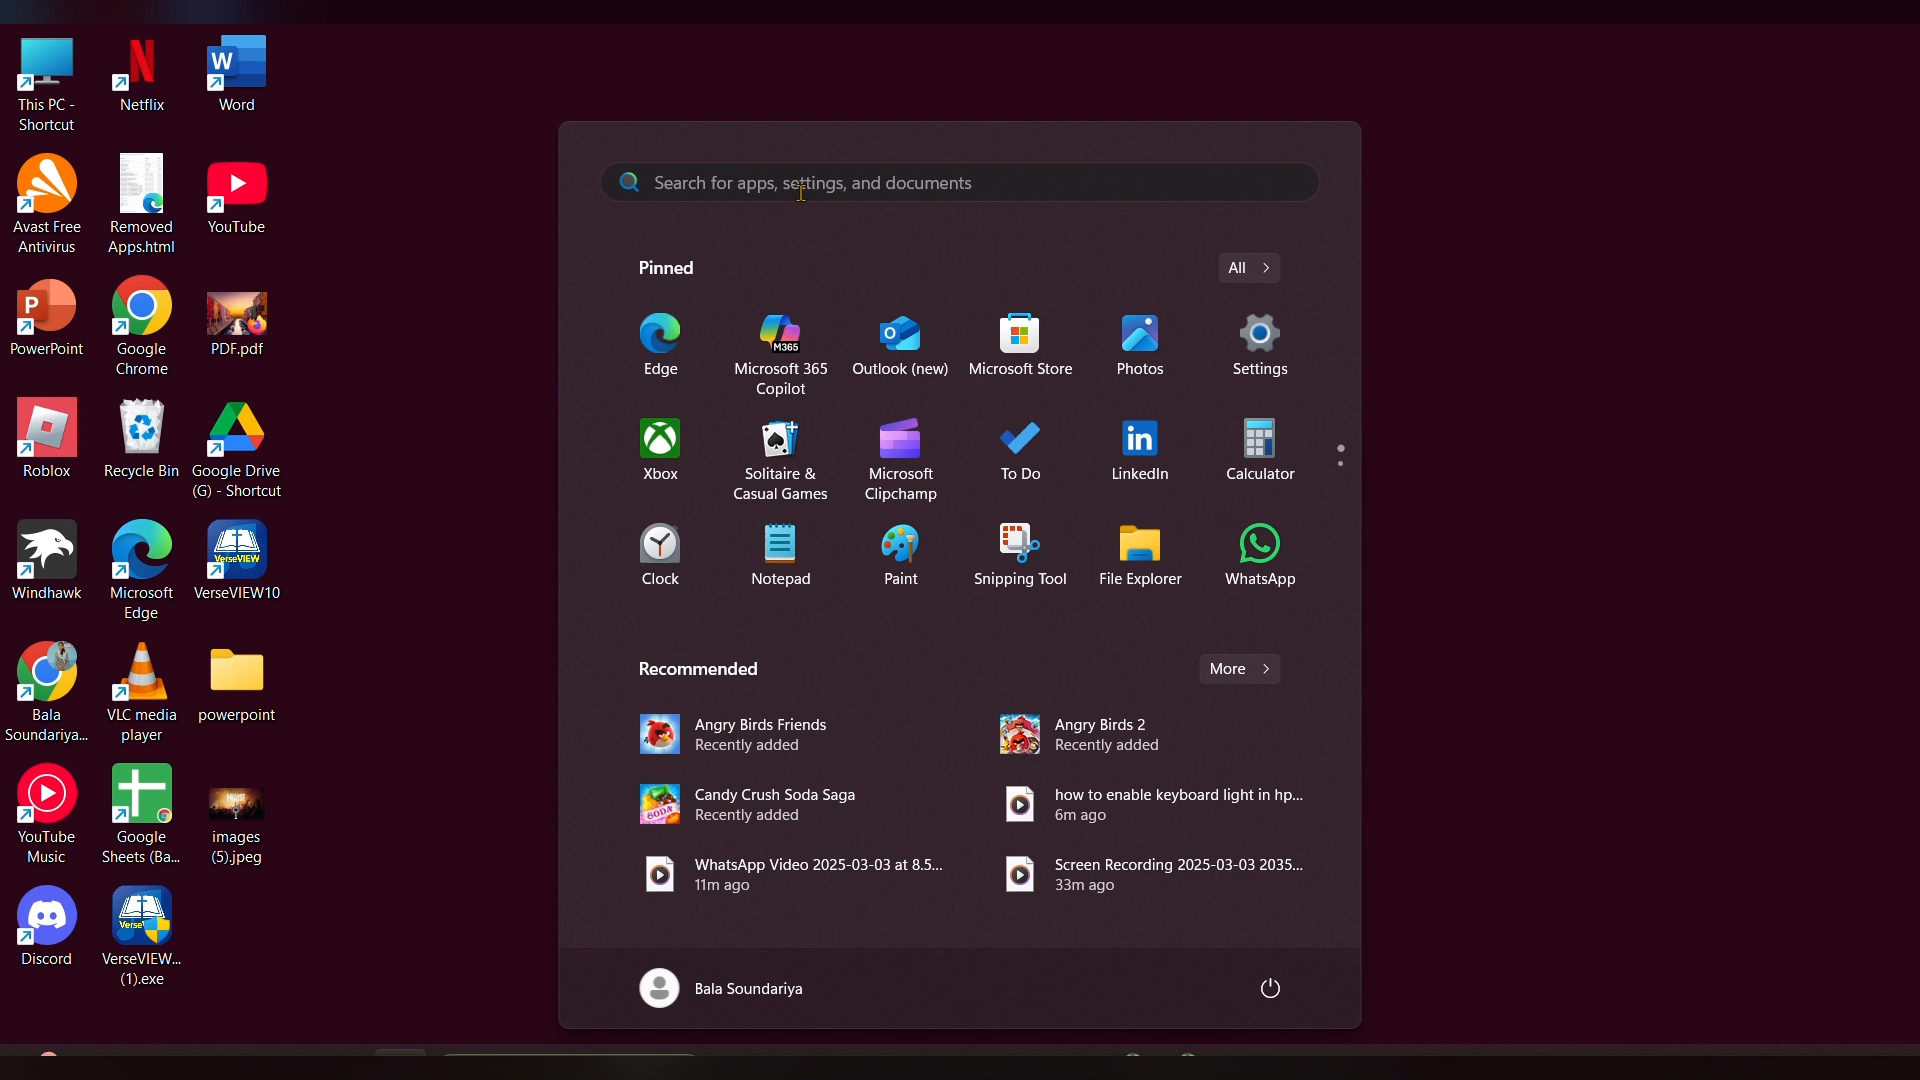 This PC -
Shortcut
Netflix
Word
Avast Free
Antivirus
Removed
Apps.html
YouTube
PowerPoint
Google
Chrome
PDF.pdf
Roblox
Recycle Bin
Google Drive
(G) - Shortcut
Windhawk
Microsoft
Edge
VerseVIEW
VerseVIEW10
Bala
Soundariya...
VLC media
player
powerpoint
YouTube
Music
Google
Sheets (Ba...
images
(5).jpeg
Discord
VerseVIEW...
(1).exe
Search for apps, settings, and documents
Pinned
All
Edge
M365
Microsoft 365
Copilot
Outlook (new)
Microsoft Store
Photos
Settings
Xbox
Solitaire &
Casual Games
Microsoft
Clipchamp
To Do
in
LinkedIn
Calculator
Clock
Notepad
Paint
Snipping Tool
File Explorer
WhatsApp
Recommended
More
Angry Birds Friends
Recently added
Angry Birds 2
Recently added
SODA
Candy Crush Soda Saga
Recently added
how to enable keyboard light in hp...
6m ago
WhatsApp Video 2025-03-03 at 8.5...
11m ago
Screen Recording 2025-03-03 2035...
33m ago
Bala Soundariya